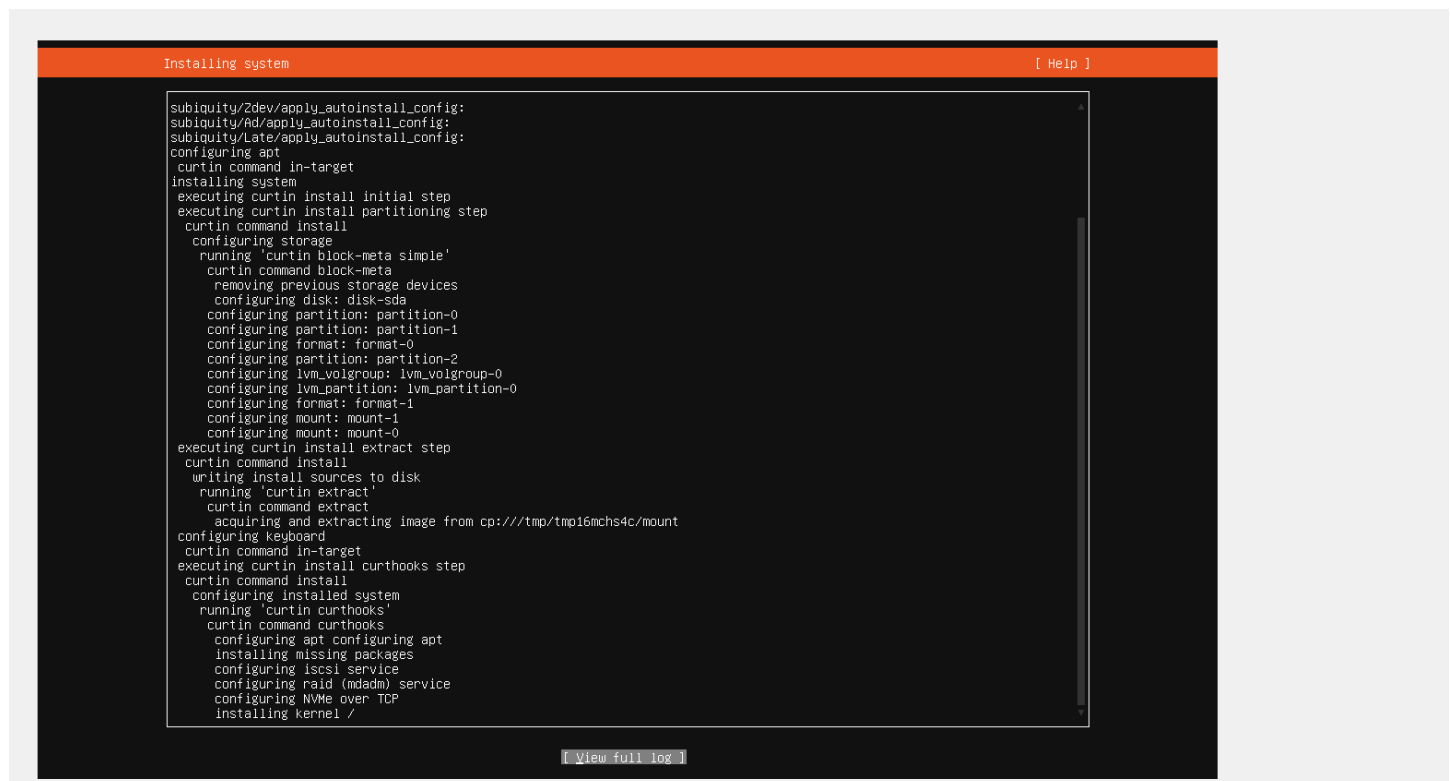 Installing system [ Help ]
subiquity/Zdev/apply_autoinstall_config:
subiquity/Ad/apply_autoinstall_config:
subiquity/Late/apply_autoinstall_config:
configuring apt
curtin command in-target
installing system
executing curtin install initial step
executing curtin install partitioning step
curtin command install
configuring storage
running 'curtin block-meta simple'
curtin command block-meta
removing previous storage devices
configuring disk: disk-sda
configuring partition: partition-0
configuring partition: partition-1
configuring format: format-0
configuring partition: partition-2
configuring lvm_volgroup: lvm_volgroup-0
configuring lvm_partition: lvm_partition-0
configuring format: format-1
configuring mount: mount-1
configuring mount: mount-0
executing curtin install extract step
curtin command install
writing install sources to disk
running 'curtin extract'
curtin command extract
acquiring and extracting image from cp:///tmp/tmp16mchs4c/mount
configuring keyboard
curtin command in-target
executing curtin install curthooks step
curtin command install
configuring installed system
running 'curtin curthooks'
curtin command curthooks
configuring apt configuring apt
installing missing packages
configuring iscsi service
configuring raid (mdadm) service
configuring NVMe over TCP
installing kernel /
[ View full log ]